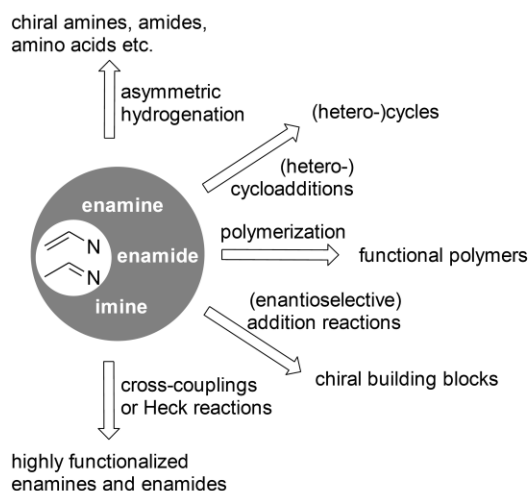 chiral amines, amides,
amino acids etc.
asymmetric
hydrogenation
(hetero-)cycles
(hetero-)
cycloadditions
enamine
N
enamide
N
imine
polymerization
functional polymers
(enantioselective)
addition reactions
chiral building blocks
cross-couplings
or Heck reactions
highly functionalized
enamines and enamides